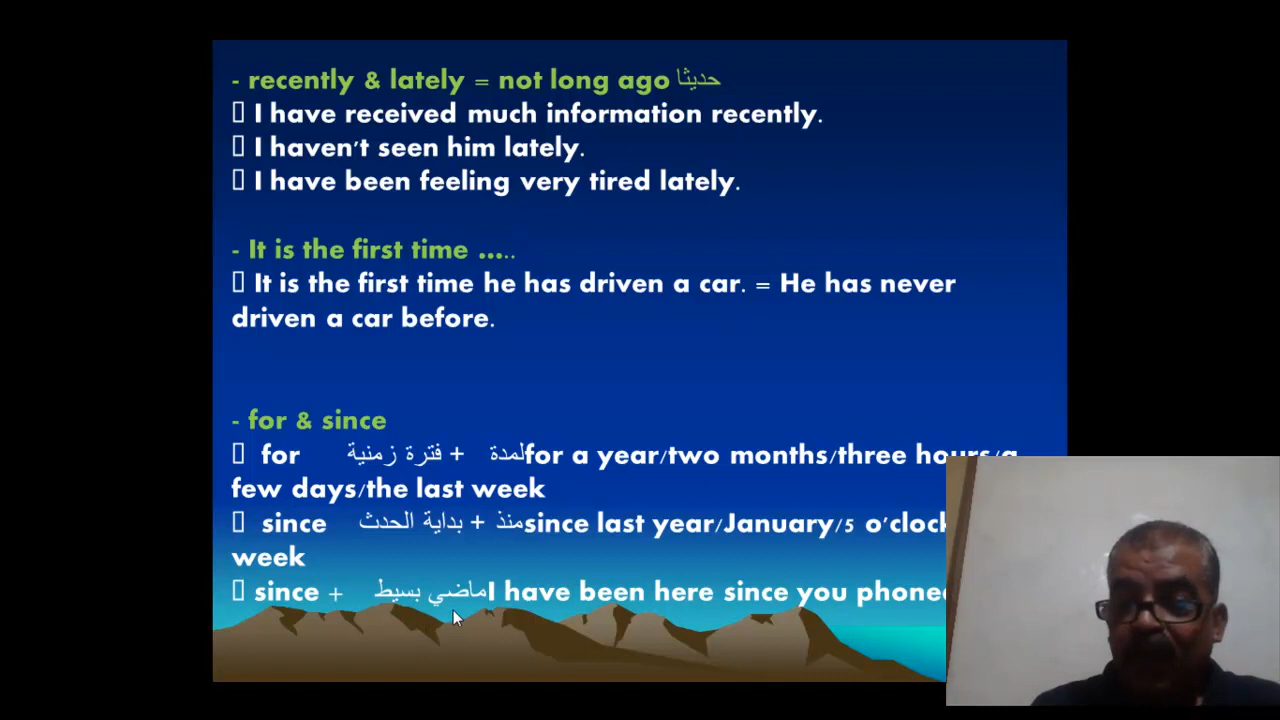 - recently & lately = not long ago حديثا
I have received much information recently.
I haven't seen him lately.
I have been feeling very tired lately.
- It is the first time .....
It is the first time he has driven a car. = He has never
driven a car before.
- for & since
for لمدة + فترة زمنية for a year/two months/three hours/a
few days/the last week
since منذ + بداية الحدث since last year/January/5 o'clock
week
since + ماضي بسيط I have been here since you phoned